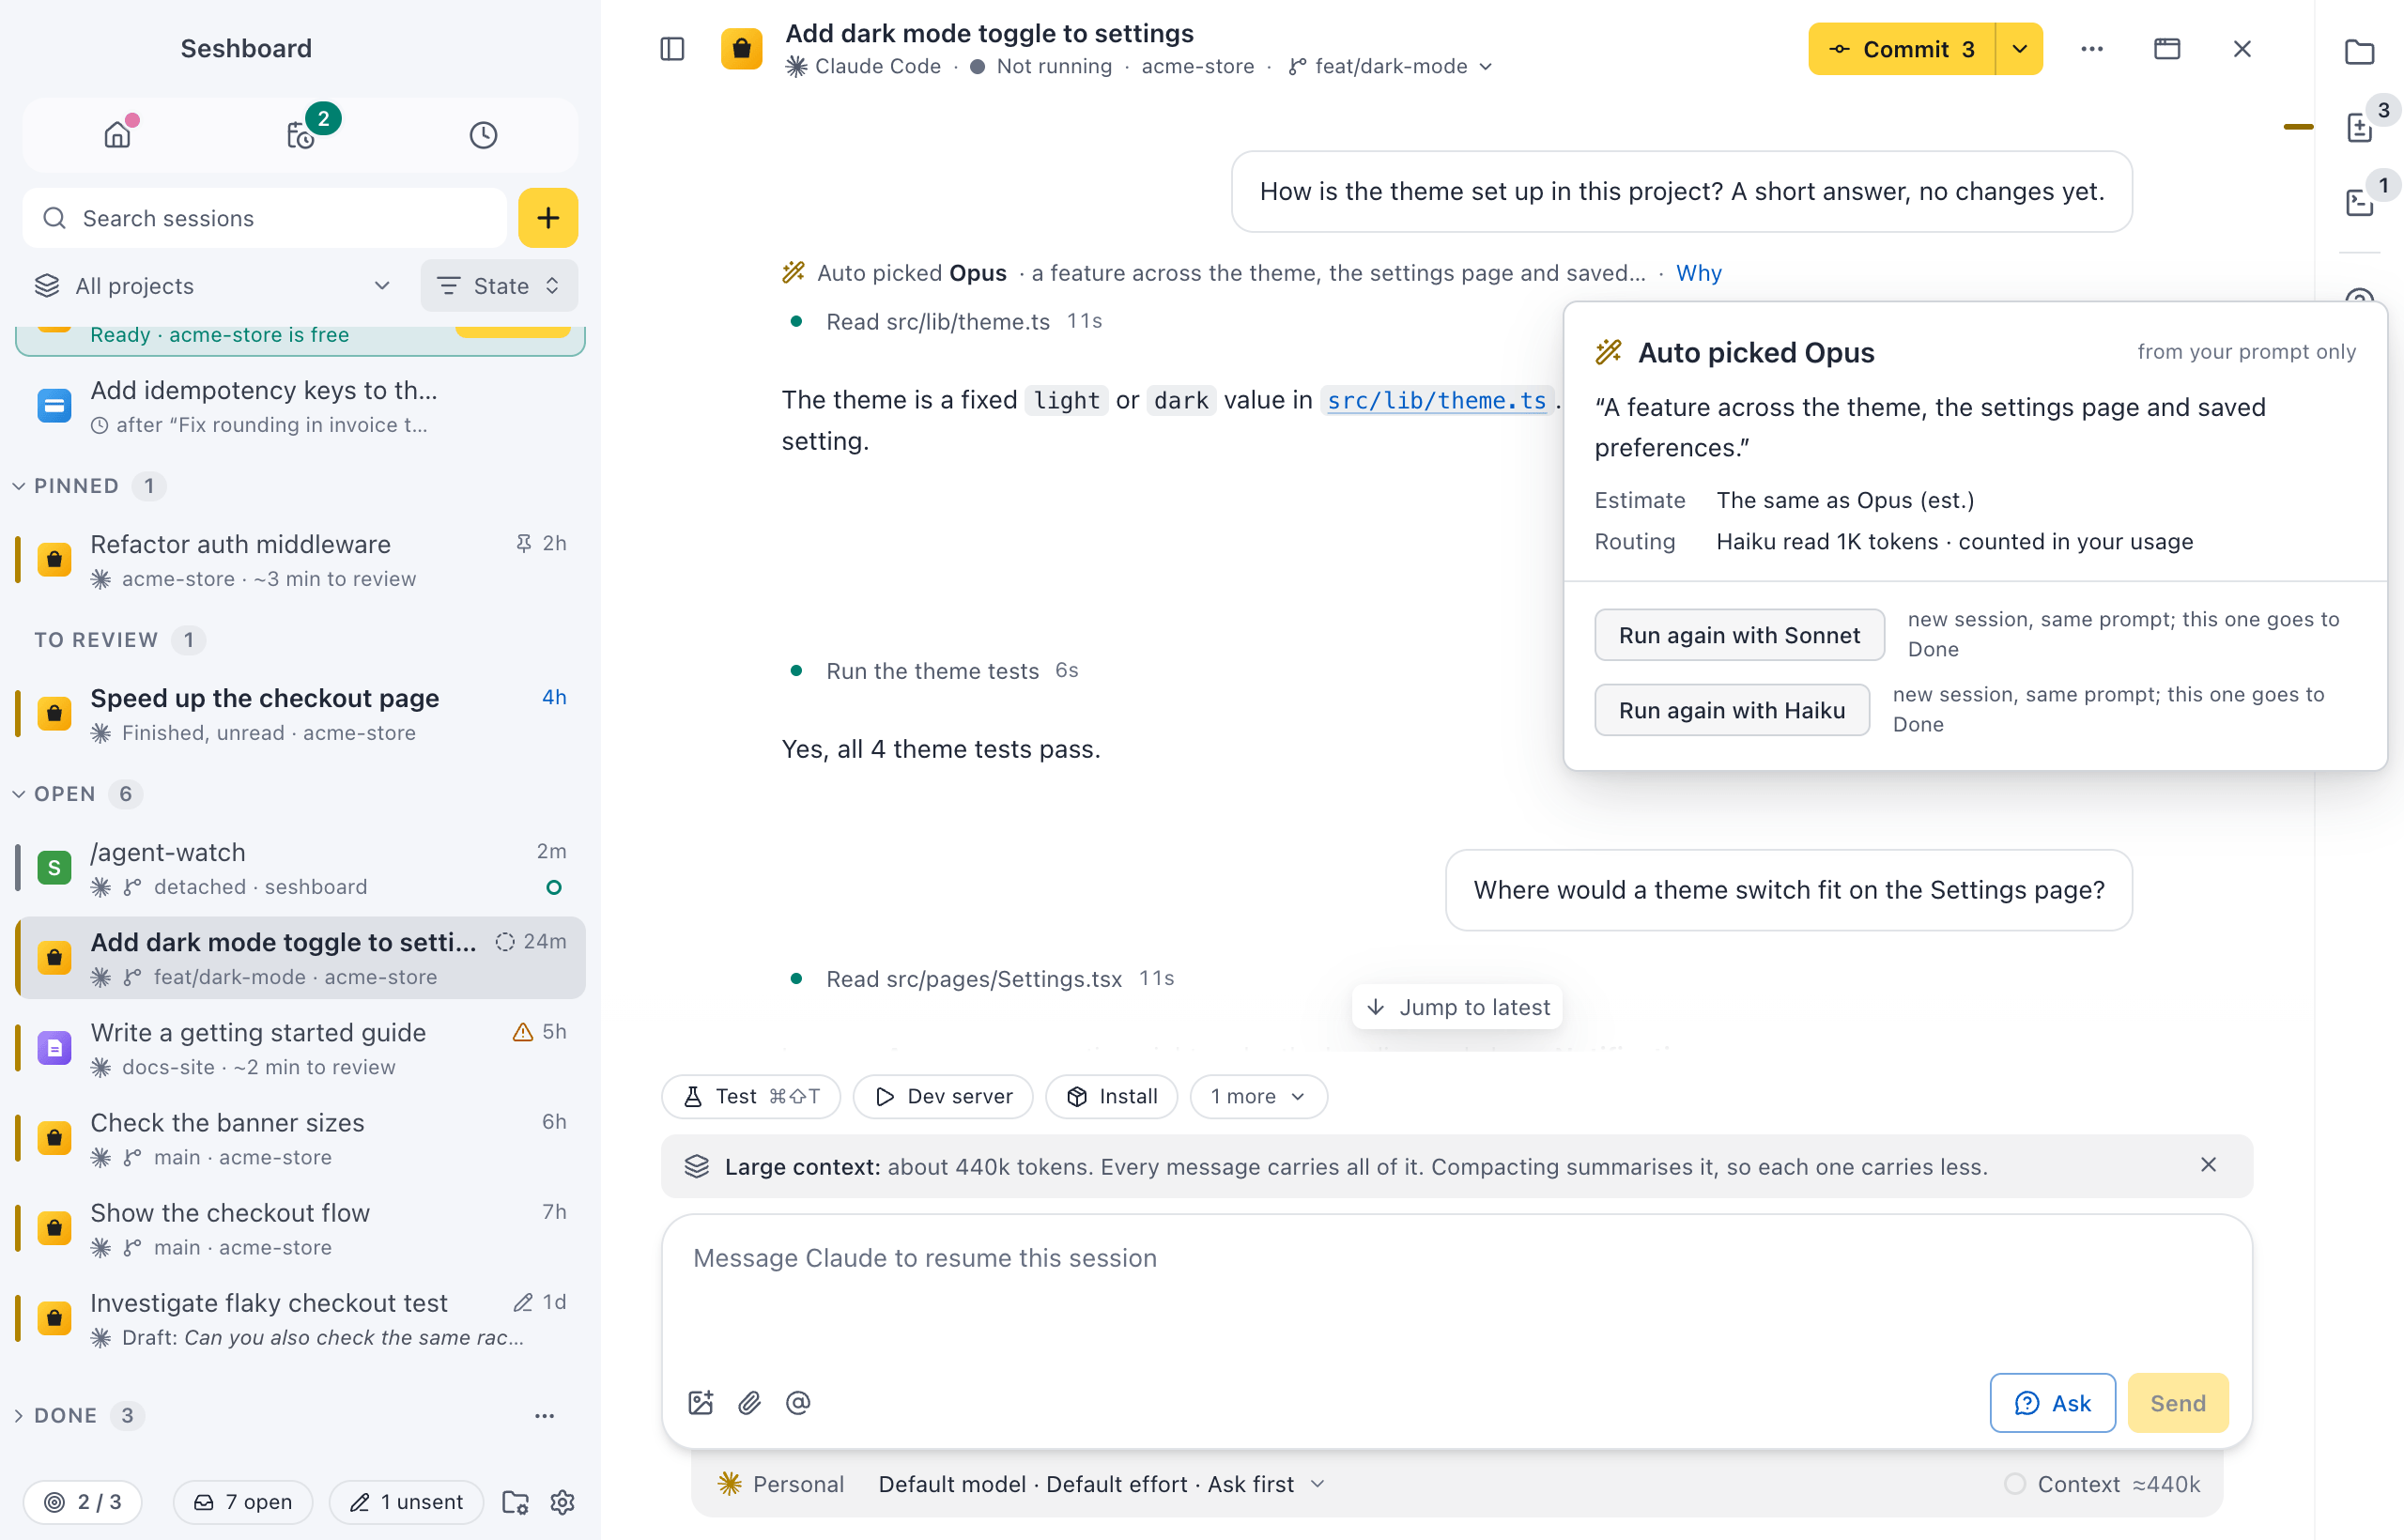 Seshboard
2
Search sessions
All projects
State
Ready · acme-store is free
Add idempotency keys to th...
after “Fix rounding in invoice t...
PINNED 1
Refactor auth middleware 2h
acme-store · ~3 min to review
TO REVIEW 1
Speed up the checkout page 4h
Finished, unread · acme-store
OPEN 6
/agent-watch 2m
S
detached · seshboard
Add dark mode toggle to setti... 24m
feat/dark-mode · acme-store
Write a getting started guide 5h
docs-site · ~2 min to review
Check the banner sizes 6h
main · acme-store
Show the checkout flow 7h
main · acme-store
Investigate flaky checkout test 1d
Draft: Can you also check the same rac...
DONE 3
2 / 3
7 open
1 unsent
Add dark mode toggle to settings
Claude Code · Not running · acme-store · feat/dark-mode
Commit 3
3
1
How is the theme set up in this project? A short answer, no changes yet.
Auto picked Opus · a feature across the theme, the settings page and saved... · Why
Read src/lib/theme.ts 11s
The theme is a fixed light or dark value in src/lib/theme.ts.
setting.
Run the theme tests 6s
Yes, all 4 theme tests pass.
Auto picked Opus
from your prompt only
“A feature across the theme, the settings page and saved
preferences.”
Estimate The same as Opus (est.)
Routing Haiku read 1K tokens · counted in your usage
Run again with Sonnet
new session, same prompt; this one goes to
Done
Run again with Haiku
new session, same prompt; this one goes to
Done
Where would a theme switch fit on the Settings page?
Read src/pages/Settings.tsx 11s
Jump to latest
Test ⌘⇧T
Dev server
Install
1 more
Large context: about 440k tokens. Every message carries all of it. Compacting summarises it, so each one carries less.
Message Claude to resume this session
Ask
Send
Personal
Default model · Default effort · Ask first
Context ≈440k